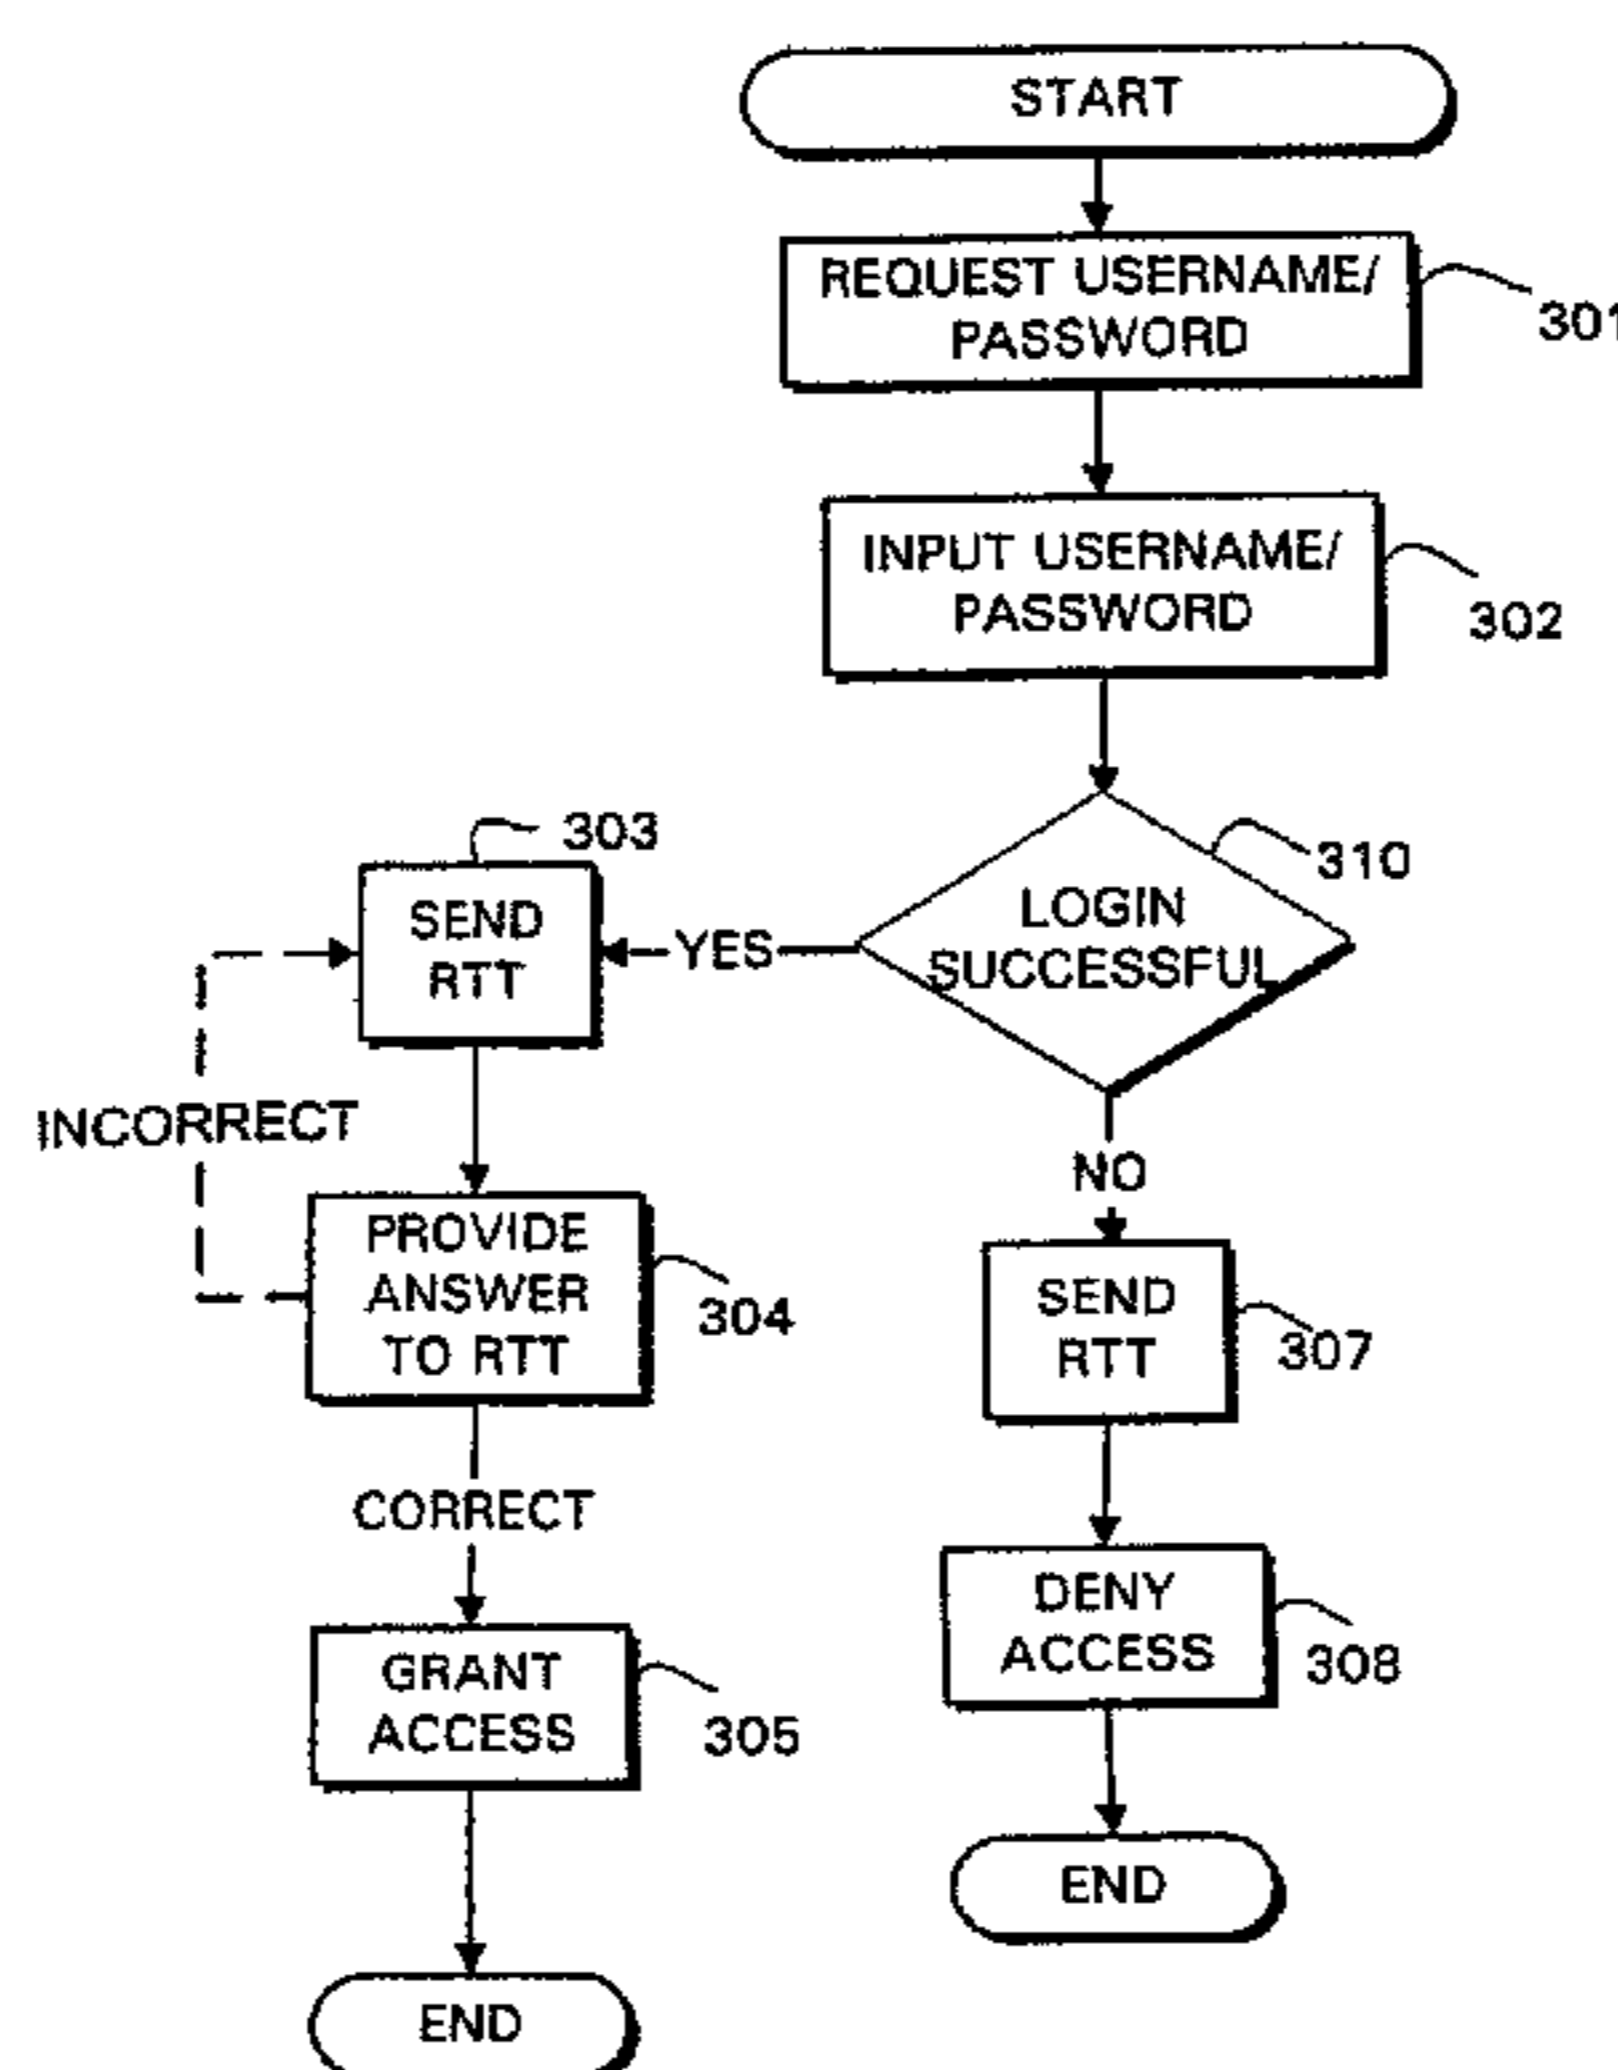 START
REQUEST USERNAME/
PASSWORD
301
INPUT USERNAME/
PASSWORD
302
303
SEND
RTT
YES
LOGIN
SUCCESSFUL
310
INCORRECT
NO
PROVIDE
ANSWER
TO RTT
304
SEND
RTT
307
CORRECT
DENY
ACCESS
308
GRANT
ACCESS
305
END
END